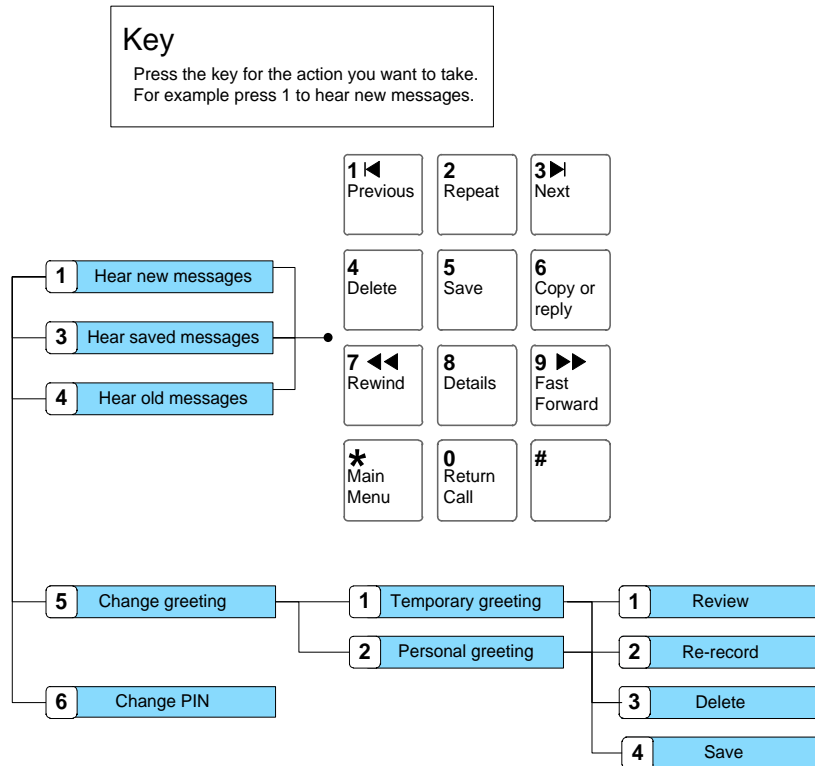 Key
Press the key for the action you want to take.
For example press 1 to hear new messages.
1
Previous
2
Repeat
3
Next
1 Hear new messages
4
Delete
5
Save
6
Copy or
reply
3 Hear saved messages
7
Rewind
8
Details
9
Fast
Forward
4 Hear old messages
*
Main
Menu
0
Return
Call
#
5 Change greeting
1 Temporary greeting
1 Review
2 Personal greeting
2 Re-record
6 Change PIN
3 Delete
4 Save